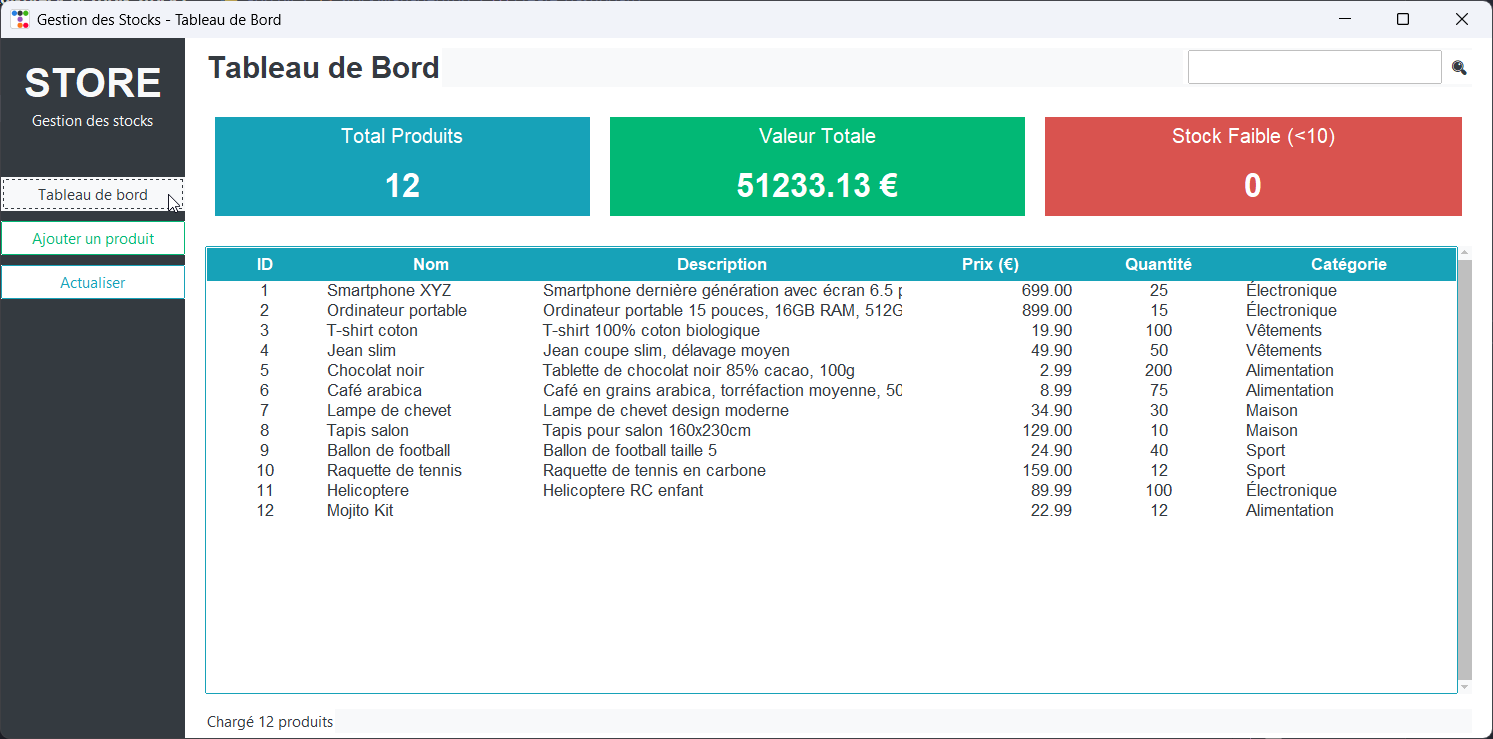 Gestion des Stocks - Tableau de Bord
STORE
Gestion des stocks
Tableau de bord
Ajouter un produit
Actualiser
Tableau de Bord
Total Produits
12
Valeur Totale
51233.13 €
Stock Faible (<10)
0
ID Nom Description Prix (€) Quantité Catégorie
1 Smartphone XYZ Smartphone dernière génération avec écran 6.5 p 699.00 25 Électronique
2 Ordinateur portable Ordinateur portable 15 pouces, 16GB RAM, 512G 899.00 15 Électronique
3 T-shirt coton T-shirt 100% coton biologique 19.90 100 Vêtements
4 Jean slim Jean coupe slim, délavage moyen 49.90 50 Vêtements
5 Chocolat noir Tablette de chocolat noir 85% cacao, 100g 2.99 200 Alimentation
6 Café arabica Café en grains arabica, torréfaction moyenne, 50 8.99 75 Alimentation
7 Lampe de chevet Lampe de chevet design moderne 34.90 30 Maison
8 Tapis salon Tapis pour salon 160x230cm 129.00 10 Maison
9 Ballon de football Ballon de football taille 5 24.90 40 Sport
10 Raquette de tennis Raquette de tennis en carbone 159.00 12 Sport
11 Helicoptere Helicoptere RC enfant 89.99 100 Électronique
12 Mojito Kit 22.99 12 Alimentation
Chargé 12 produits